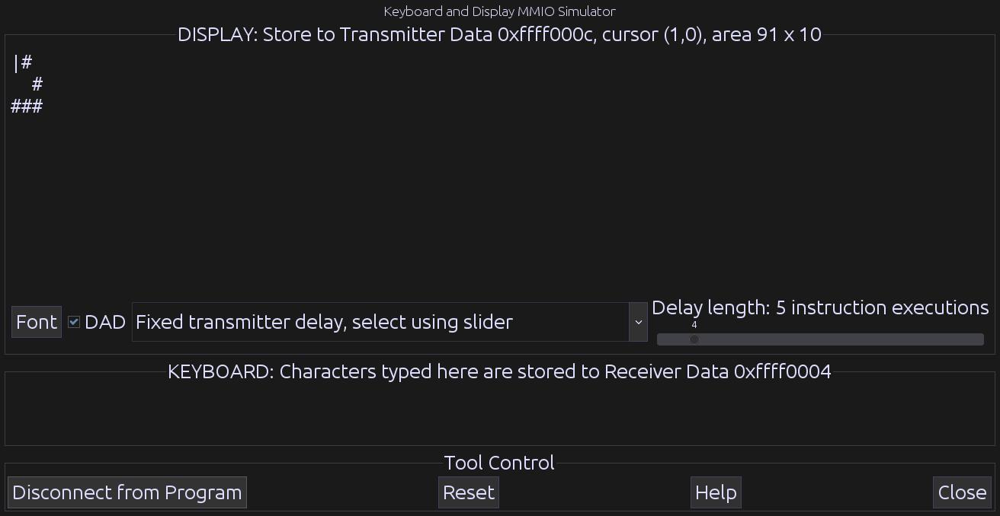 Keyboard and Display MMIO Simulator
DISPLAY: Store to Transmitter Data 0xffff000c, cursor (1,0), area 91 x 10
|#
  #
###
Font DAD Fixed transmitter delay, select using slider Delay length: 5 instruction executions
4
KEYBOARD: Characters typed here are stored to Receiver Data 0xffff0004
Tool Control
Disconnect from Program Reset Help Close